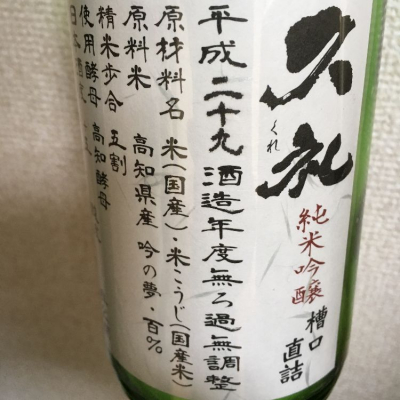 久礼
くれ
純米吟醸
槽口
直詰
平成二十九酒造年度無ろ過無調整
原材料名 米(国産)・米こうじ(国産米)
原料米 高知県産 吟の夢・百%
精米歩合 五割
使用酵母 高知酵母